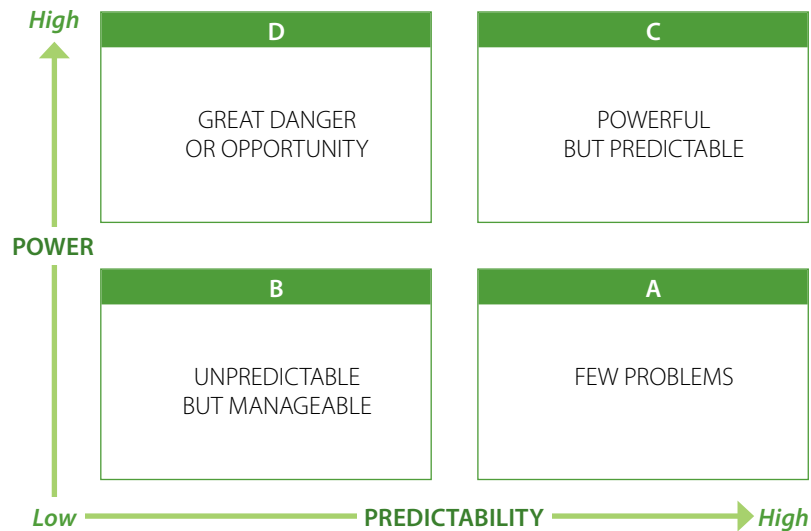 High
D
GREAT DANGER
OR OPPORTUNITY
C
POWERFUL
BUT PREDICTABLE
POWER
B
UNPREDICTABLE
BUT MANAGEABLE
A
FEW PROBLEMS
Low
PREDICTABILITY
High